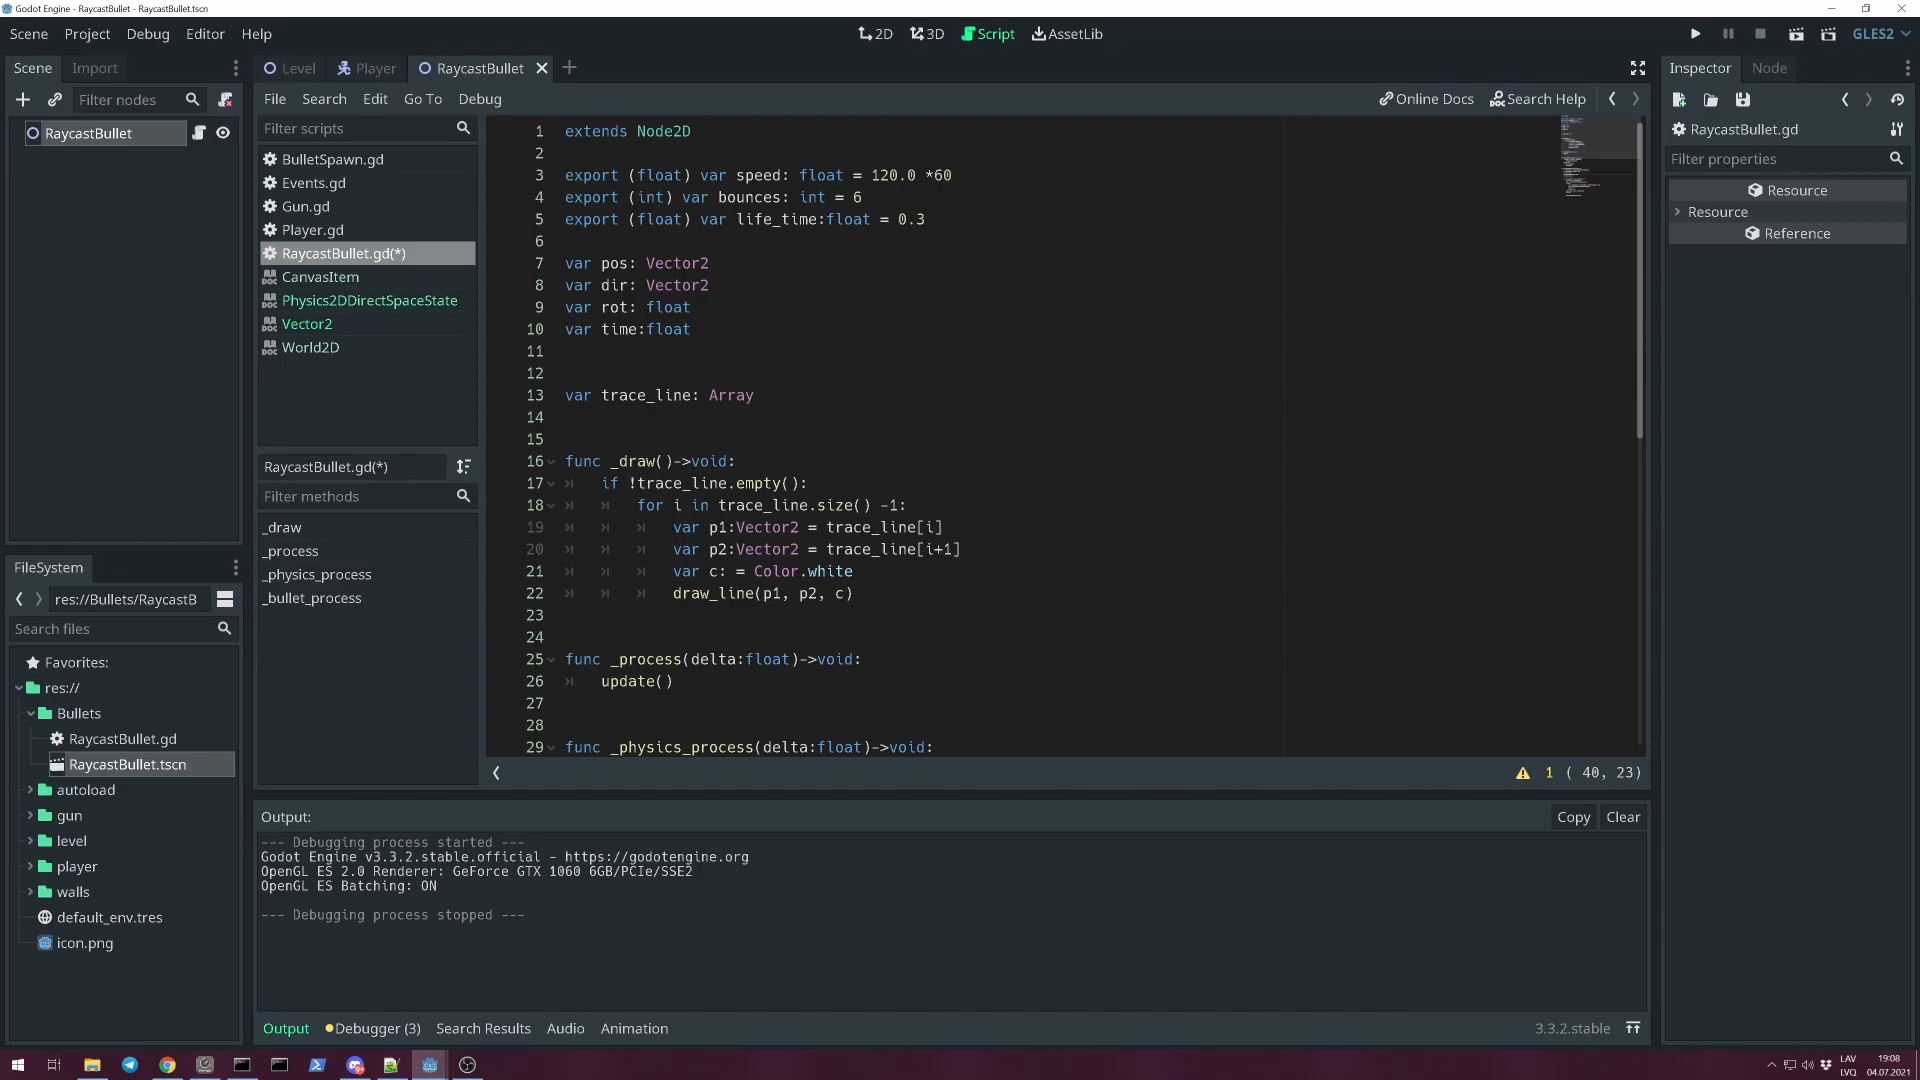 Godot Engine - RaycastBullet - RaycastBullet.tscn
Scene Project Debug Editor Help
2D 3D Script AssetLib
GLES2
Scene Import
Level Player RaycastBullet
Inspector Node
Filter nodes
File Search Edit Go To Debug
Online Docs Search Help
RaycastBullet
Filter scripts
BulletSpawn.gd
Events.gd
Gun.gd
Player.gd
RaycastBullet.gd(*)
CanvasItem
Physics2DDirectSpaceState
Vector2
World2D
RaycastBullet.gd(*)
Filter methods
_draw
_process
_physics_process
_bullet_process
1 extends Node2D
2
3 export (float) var speed: float = 120.0 *60
4 export (int) var bounces: int = 6
5 export (float) var life_time:float = 0.3
6
7 var pos: Vector2
8 var dir: Vector2
9 var rot: float
10 var time:float
11
12
13 var trace_line: Array
14
15
16 func _draw()->void:
17 if !trace_line.empty():
18 for i in trace_line.size() -1:
19 var p1:Vector2 = trace_line[i]
20 var p2:Vector2 = trace_line[i+1]
21 var c: = Color.white
22 draw_line(p1, p2, c)
23
24
25 func _process(delta:float)->void:
26 update()
27
28
29 func _physics_process(delta:float)->void:
1 ( 40, 23)
RaycastBullet.gd
Filter properties
Resource
Resource
Reference
FileSystem
res://Bullets/RaycastB
Search files
Favorites:
res://
Bullets
RaycastBullet.gd
RaycastBullet.tscn
autoload
gun
level
player
walls
default_env.tres
icon.png
Output:
Copy Clear
--- Debugging process started ---
Godot Engine v3.3.2.stable.official - https://godotengine.org
OpenGL ES 2.0 Renderer: GeForce GTX 1060 6GB/PCIe/SSE2
OpenGL ES Batching: ON
--- Debugging process stopped ---
Output Debugger (3) Search Results Audio Animation
3.3.2.stable
LAV
LVQ
19:08
04.07.2021